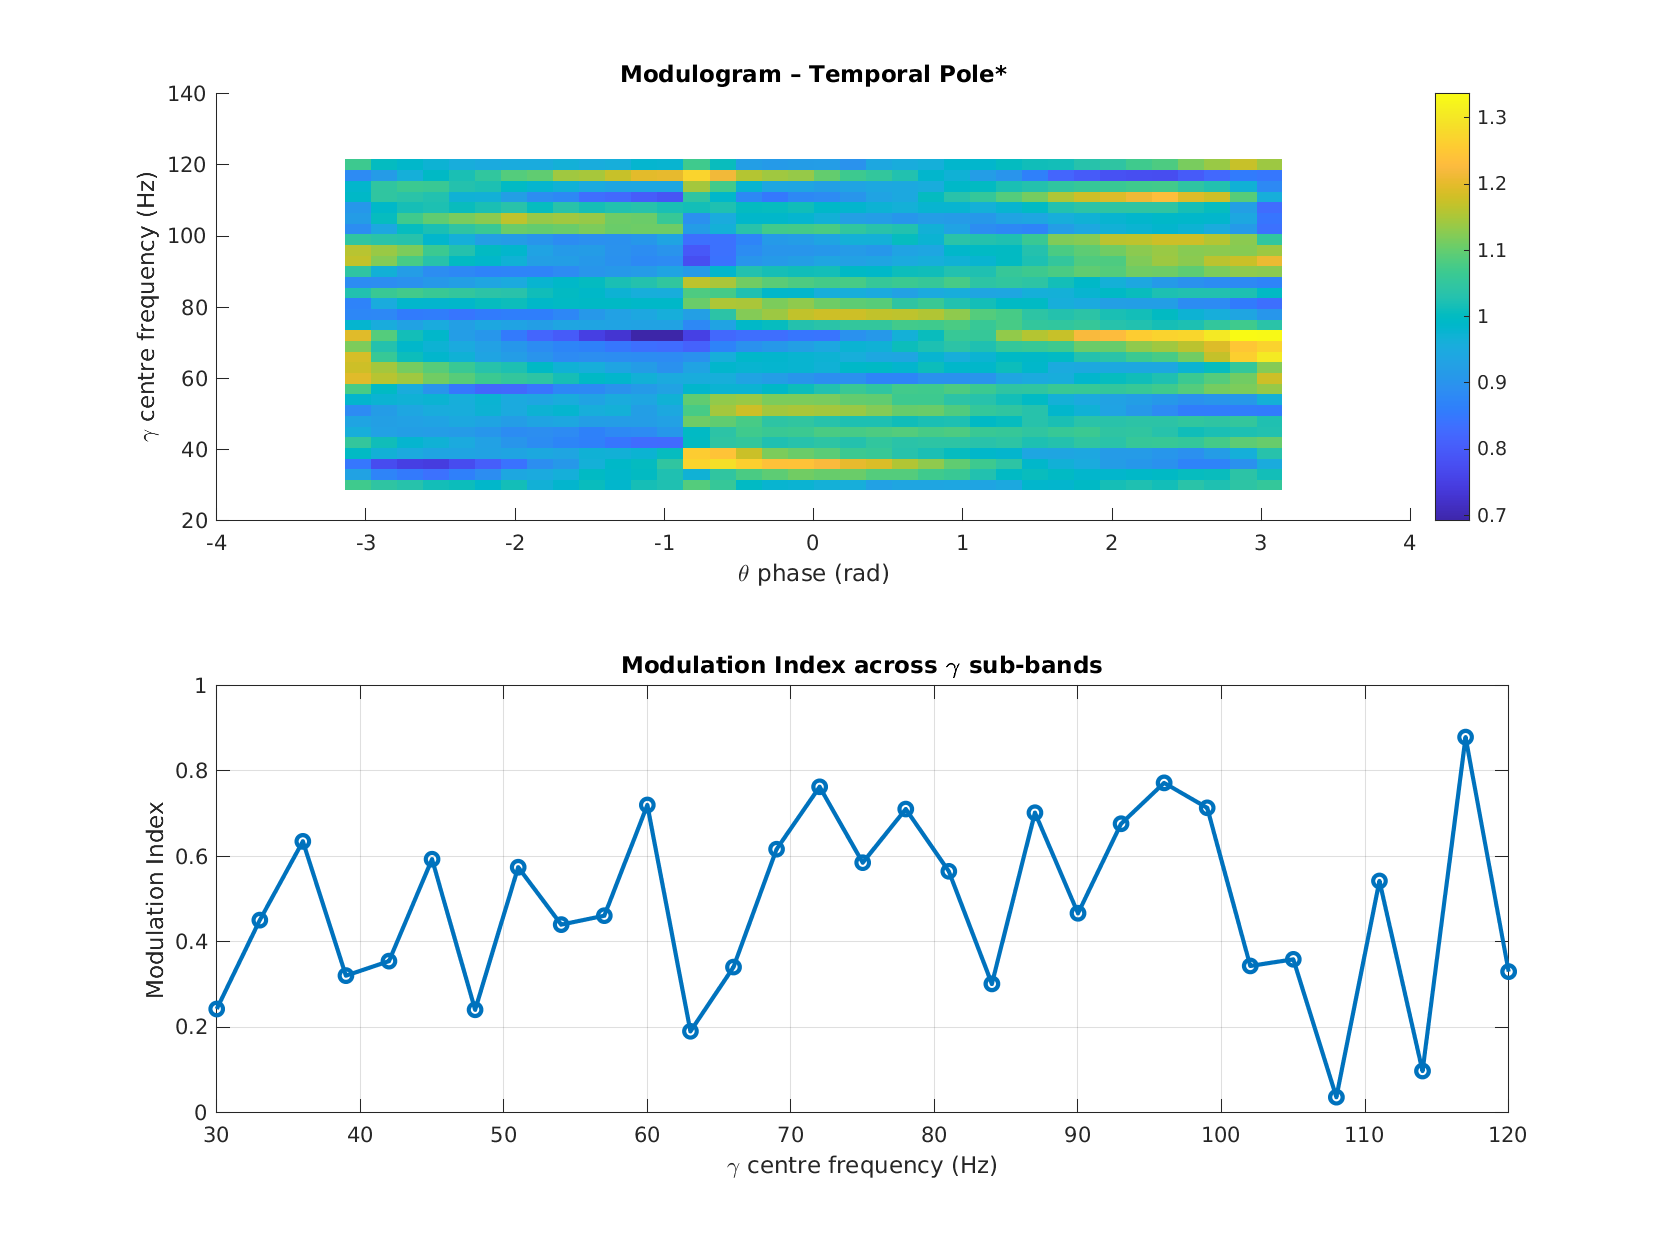 Modulogram – Temporal Pole*
140
120
100
80
60
40
20
γ centre frequency (Hz)
-4 -3 -2 -1 0 1 2 3 4
θ phase (rad)
1.3
1.2
1.1
1
0.9
0.8
0.7
Modulation Index across γ sub-bands
1
0.8
0.6
0.4
0.2
0
Modulation Index
30 40 50 60 70 80 90 100 110 120
γ centre frequency (Hz)